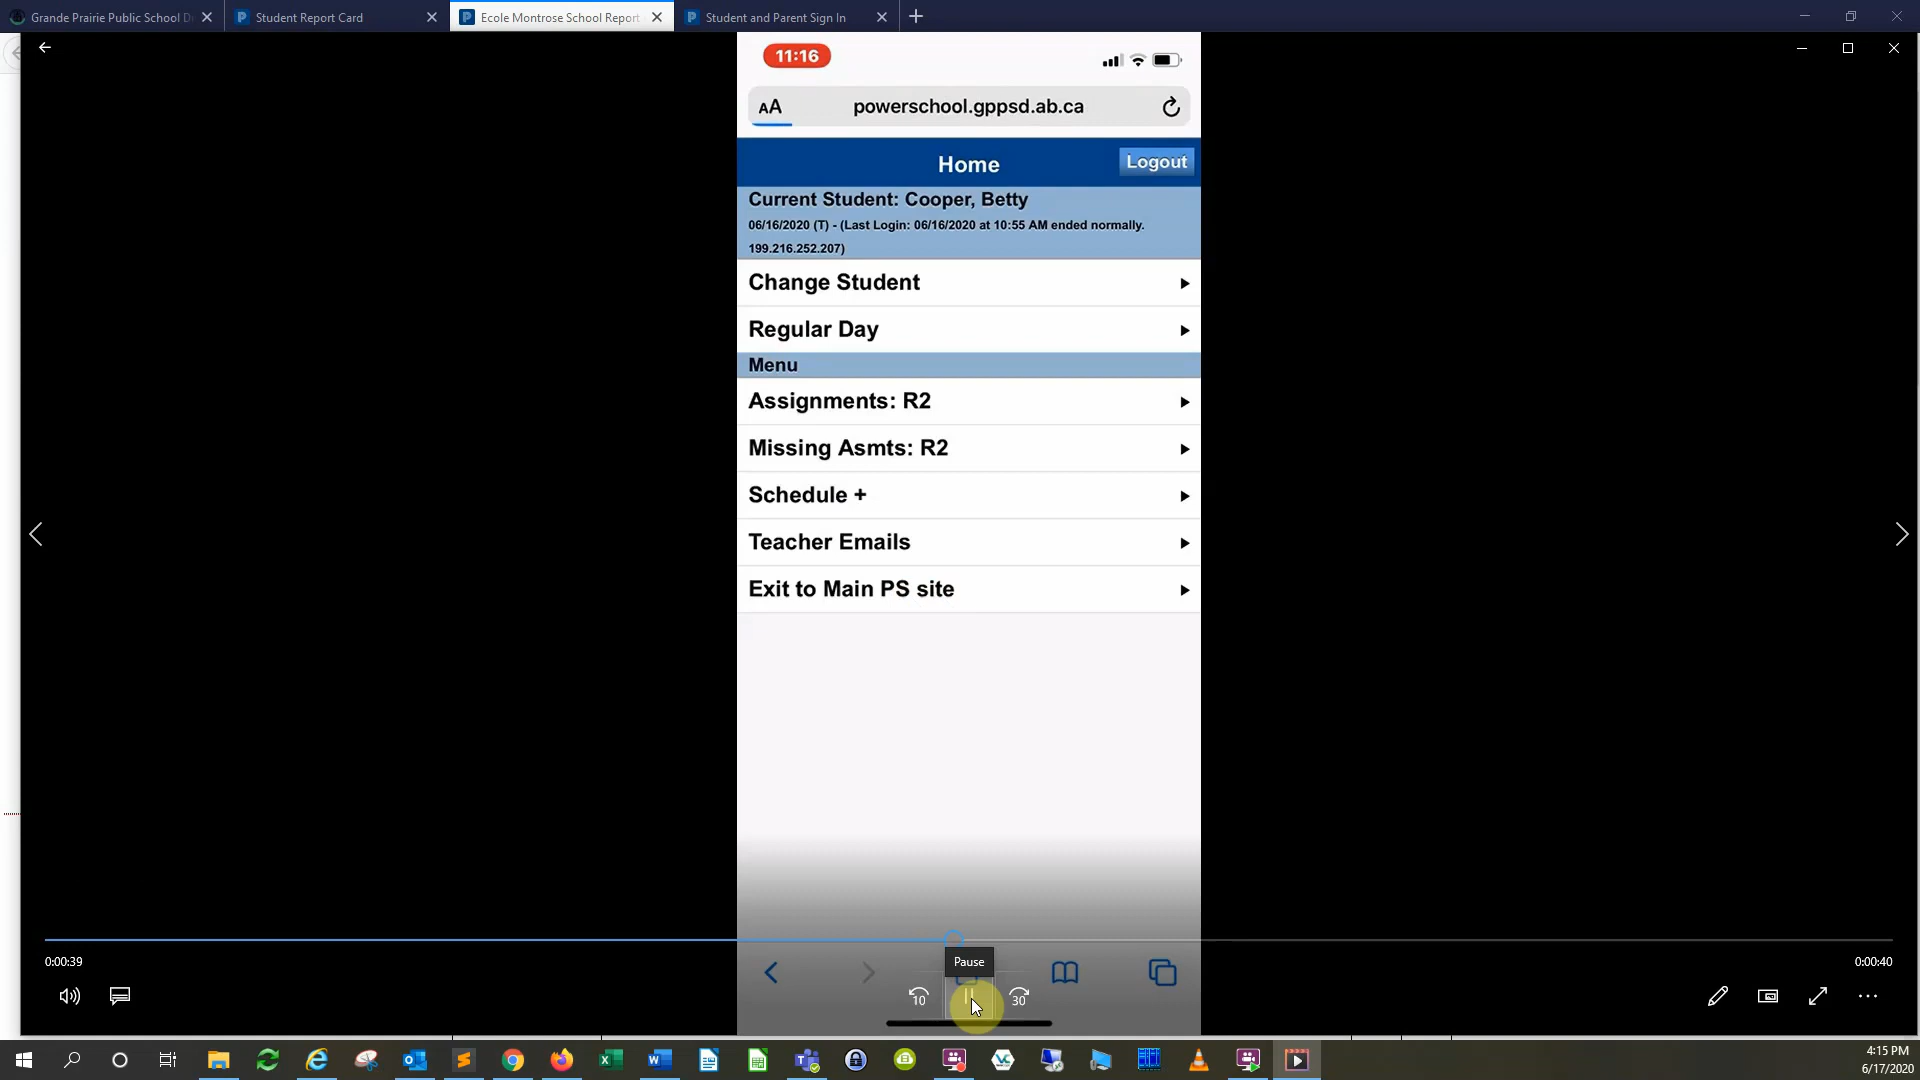 Grande Prairie Public School D
Student Report Card
Ecole Montrose School Report
Student and Parent Sign In
11:16
AA
powerschool.gppsd.ab.ca
Home
Logout
Current Student: Cooper, Betty
06/16/2020 (T) - (Last Login: 06/16/2020 at 10:55 AM ended normally.
199.216.252.207)
Change Student
Regular Day
Menu
Assignments: R2
Missing Asmts: R2
Schedule +
Teacher Emails
Exit to Main PS site
0:00:39
Pause
0:00:40
10
30
4:15 PM
6/17/2020